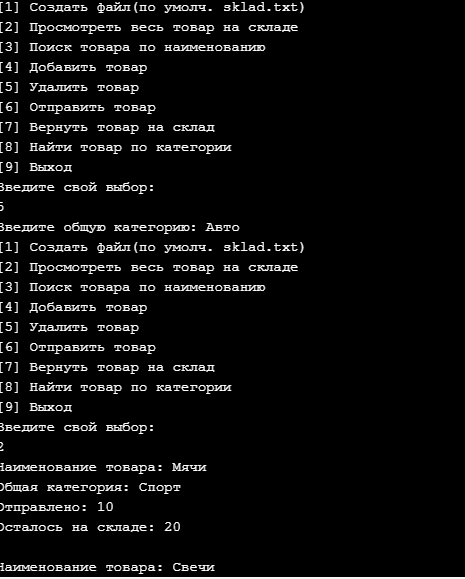 [1] Создать файл(по умолч. sklad.txt)
[2] Просмотреть весь товар на складе
[3] Поиск товара по наименованию
[4] Добавить товар
[5] Удалить товар
[6] Отправить товар
[7] Вернуть товар на склад
[8] Найти товар по категории
[9] Выход
Введите свой выбор:
5
Введите общую категорию: Авто
[1] Создать файл(по умолч. sklad.txt)
[2] Просмотреть весь товар на складе
[3] Поиск товара по наименованию
[4] Добавить товар
[5] Удалить товар
[6] Отправить товар
[7] Вернуть товар на склад
[8] Найти товар по категории
[9] Выход
Введите свой выбор:
2
Наименование товара: Мячи
Общая категория: Спорт
Отправлено: 10
Осталось на складе: 20
Наименование товара: Свечи